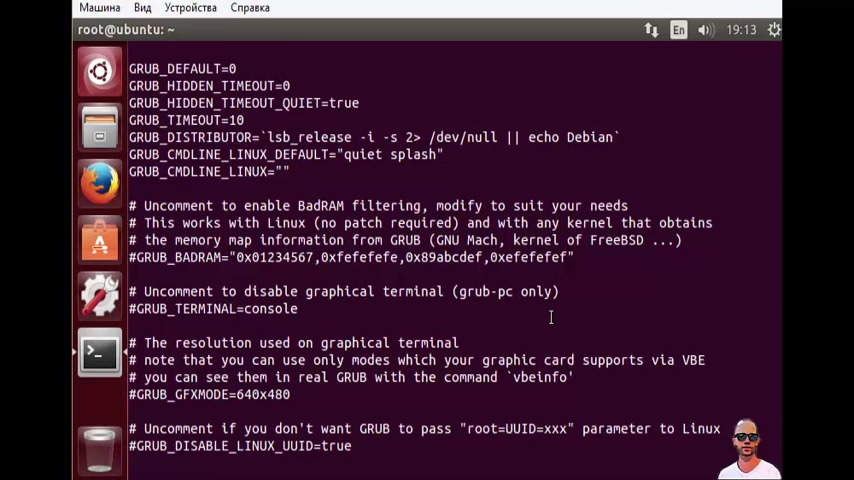 Машина Вид Устройства Справка
root@ubuntu: ~ En 19:13
GRUB_DEFAULT=0
GRUB_HIDDEN_TIMEOUT=0
GRUB_HIDDEN_TIMEOUT_QUIET=true
GRUB_TIMEOUT=10
GRUB_DISTRIBUTOR=`lsb_release -i -s 2> /dev/null || echo Debian`
GRUB_CMDLINE_LINUX_DEFAULT="quiet splash"
GRUB_CMDLINE_LINUX=""
# Uncomment to enable BadRAM filtering, modify to suit your needs
# This works with Linux (no patch required) and with any kernel that obtains
# the memory map information from GRUB (GNU Mach, kernel of FreeBSD ...)
#GRUB_BADRAM="0x01234567,0xfefefefe,0x89abcdef,0xefefefef"
# Uncomment to disable graphical terminal (grub-pc only)
#GRUB_TERMINAL=console
# The resolution used on graphical terminal
# note that you can use only modes which your graphic card supports via VBE
# you can see them in real GRUB with the command `vbeinfo'
#GRUB_GFXMODE=640x480
# Uncomment if you don't want GRUB to pass "root=UUID=xxx" parameter to Linux
#GRUB_DISABLE_LINUX_UUID=true